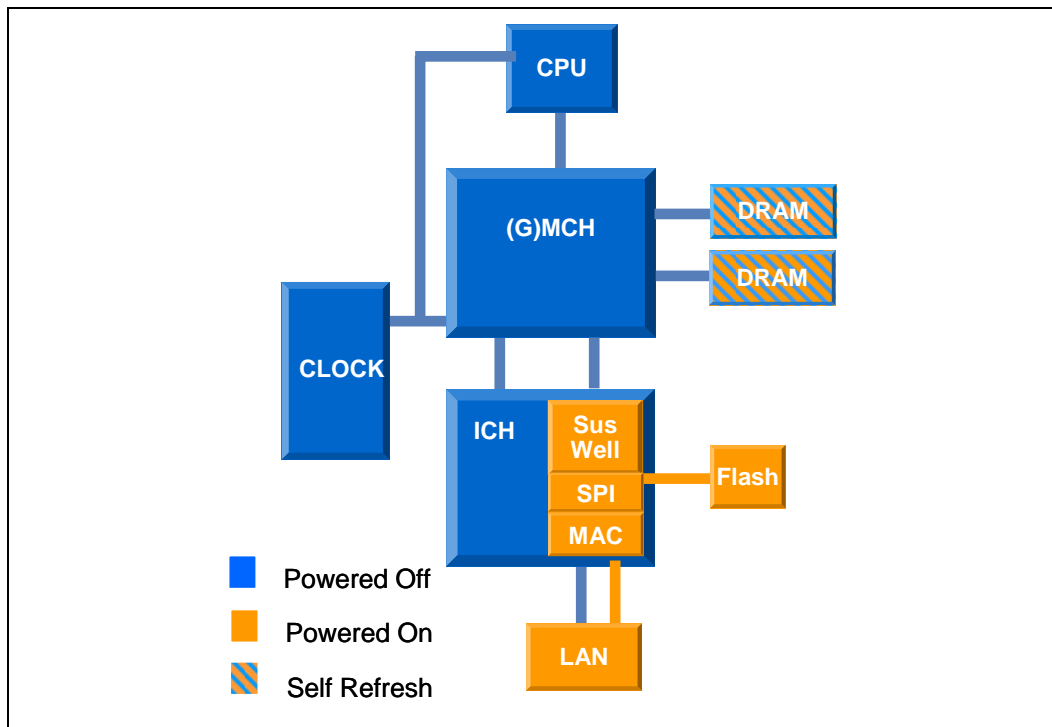 CPU
(G)MCH
DRAM
DRAM
CLOCK
ICH
Sus
Well
SPI
MAC
Flash
LAN
Powered Off
Powered On
Self Refresh